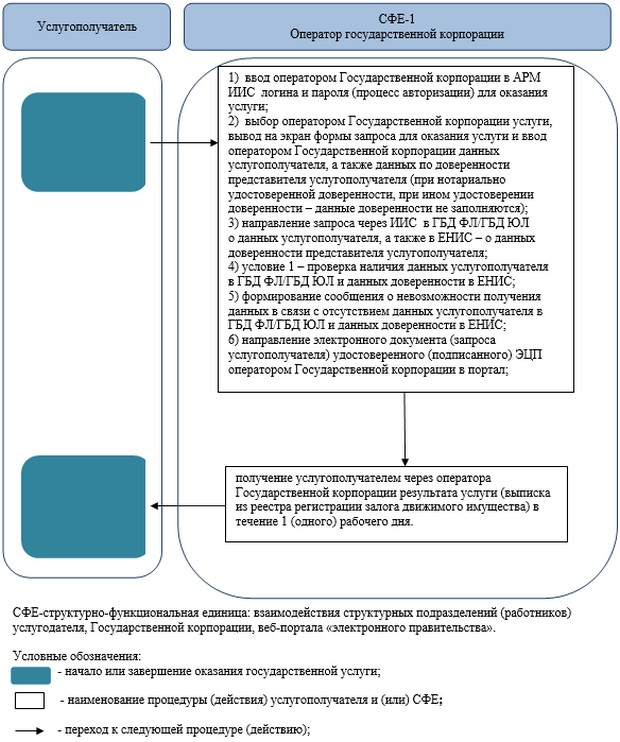 Услугополучатель
СФЕ-1
Оператор государственной корпорации
1) ввод оператором Государственной корпорации в АРМ
ИИС логина и пароля (процесс авторизации) для оказания
услуги;
2) выбор оператором Государственной корпорации услуги,
вывод на экран формы запроса для оказания услуги и ввод
оператором Государственной корпорации данных
услугополучателя, а также данных по доверенности
представителя услугополучателя (при нотариально
удостоверенной доверенности, при ином удостоверении
доверенности – данные доверенности не заполняются);
3) направление запроса через ИИС в ГБД ФЛ/ГБД ЮЛ
о данных услугополучателя, а также в ЕНИС – о данных
доверенности представителя услугополучателя;
4) условие 1 – проверка наличия данных услугополучателя
в ГБД ФЛ/ГБД ЮЛ и данных доверенности в ЕНИС;
5) формирование сообщения о невозможности получения
данных в связи с отсутствием данных услугополучателя в
ГБД ФЛ/ГБД ЮЛ и данных доверенности в ЕНИС;
6) направление электронного документа (запроса
услугополучателя) удостоверенного (подписанного) ЭЦП
оператором Государственной корпорации в портал;
получение услугополучателем через оператора
Государственной корпорации результата услуги (выписка
из реестра регистрации залога движимого имущества) в
течение 1 (одного) рабочего дня.
СФЕ-структурно-функциональная единица: взаимодействия структурных подразделений (работников)
услугодателя, Государственной корпорации, веб-портала «электронного правительства».
Условные обозначения:
- начало или завершение оказания государственной услуги;
- наименование процедуры (действия) услугополучателя и (или) СФЕ;
- переход к следующей процедуре (действию);